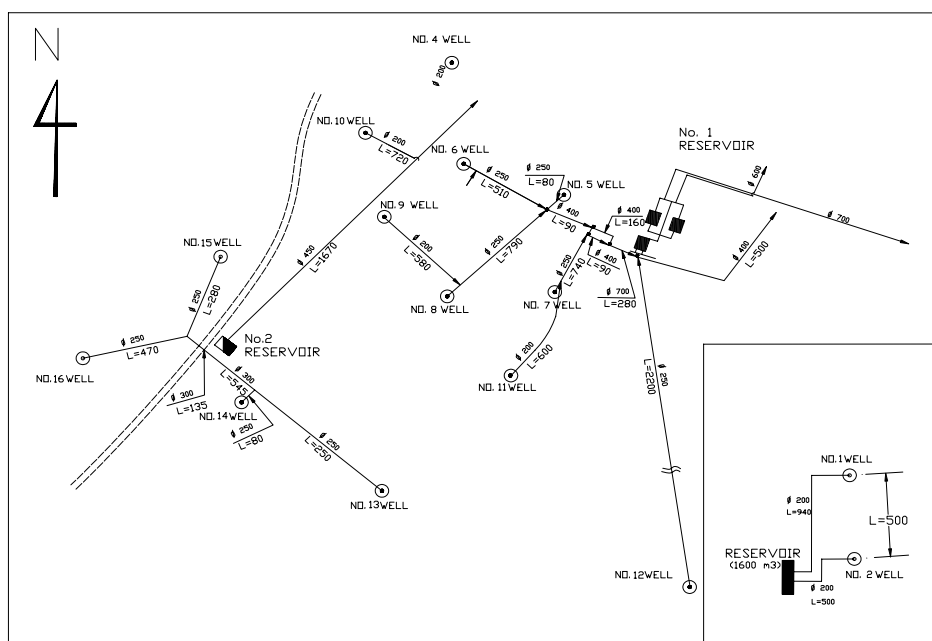 N
NO. 4 WELL
ø 200
NO. 10 WELL
ø 200
L=720
NO. 6 WELL
ø 250
L=510
ø 250
L=80
NO. 5 WELL
No. 1
RESERVOIR
ø 600
ø 700
NO. 9 WELL
ø 200
L=580
ø 400
L=90
ø 400
L=160
ø 250
L=790
ø 400
L=90
ø 400
L=500
ø 250
L=740
ø 700
L=280
NO. 15 WELL
ø 250
L=280
ø 450
L=1670
NO. 8 WELL
NO. 7 WELL
No.2
RESERVOIR
ø 250
L=470
NO. 16 WELL
ø 200
L=600
NO. 11 WELL
ø 250
L=2200
ø 300
L=545
ø 300
L=135
NO. 14 WELL
ø 250
L=80
ø 250
L=250
NO. 13 WELL
NO. 12 WELL
NO. 1 WELL
ø 200
L=940
L=500
RESERVOIR
(1600 m3)
NO. 2 WELL
ø 200
L=500